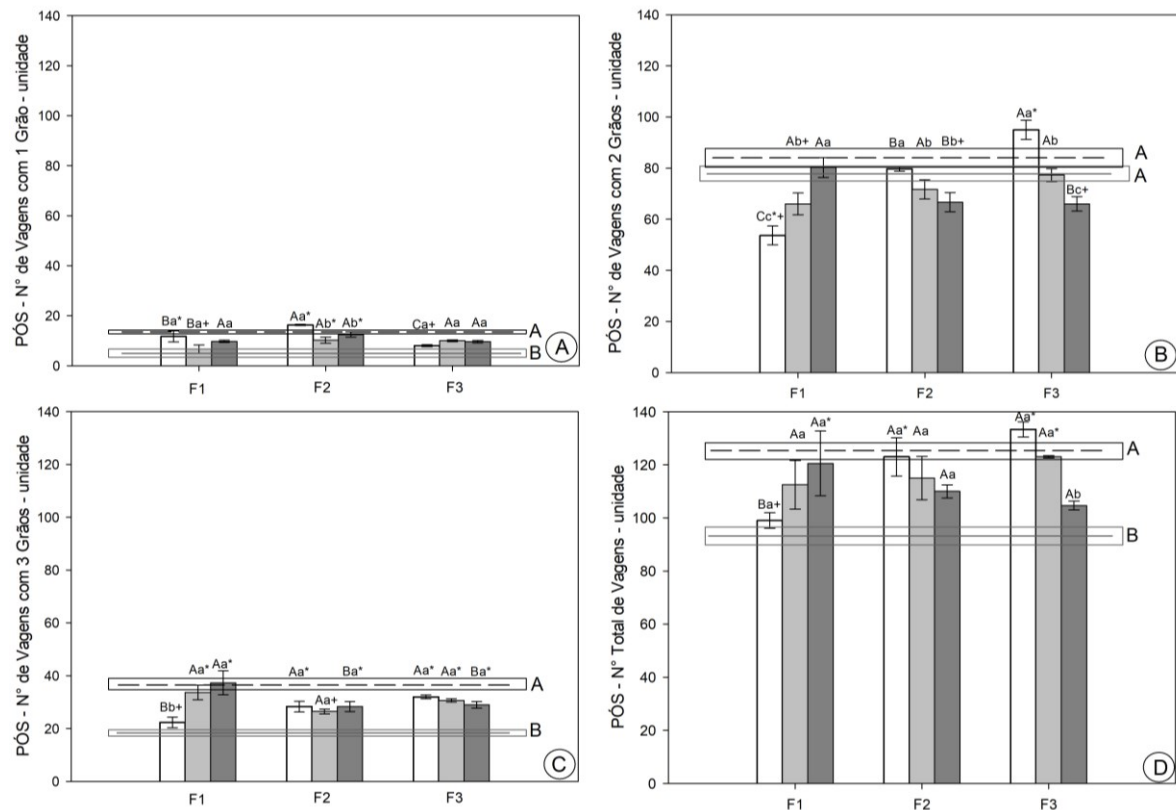 PÓS - N° de Vagens com 1 Grão - unidade
140
120
100
80
60
40
20
0
Ba* Ba+ Aa
Aa* Ab* Ab*
Ca+ Aa Aa
A
B
A
F1 F2 F3
PÓS - N° de Vagens com 2 Grãos - unidade
140
120
100
80
60
40
20
0
Cc*+ Ab+ Aa
Ba Ab Bb+
Aa* Ab Bc+
A
A
B
F1 F2 F3
PÓS - N° de Vagens com 3 Grãos - unidade
140
120
100
80
60
40
20
0
Bb+ Aa* Aa*
Aa* Aa+ Ba*
Aa* Aa* Ba*
A
B
C
F1 F2 F3
PÓS - N° Total de Vagens - unidade
140
120
100
80
60
40
20
0
Ba+ Aa Aa*
Aa* Aa Aa
Aa* Aa* Ab
A
B
D
F1 F2 F3